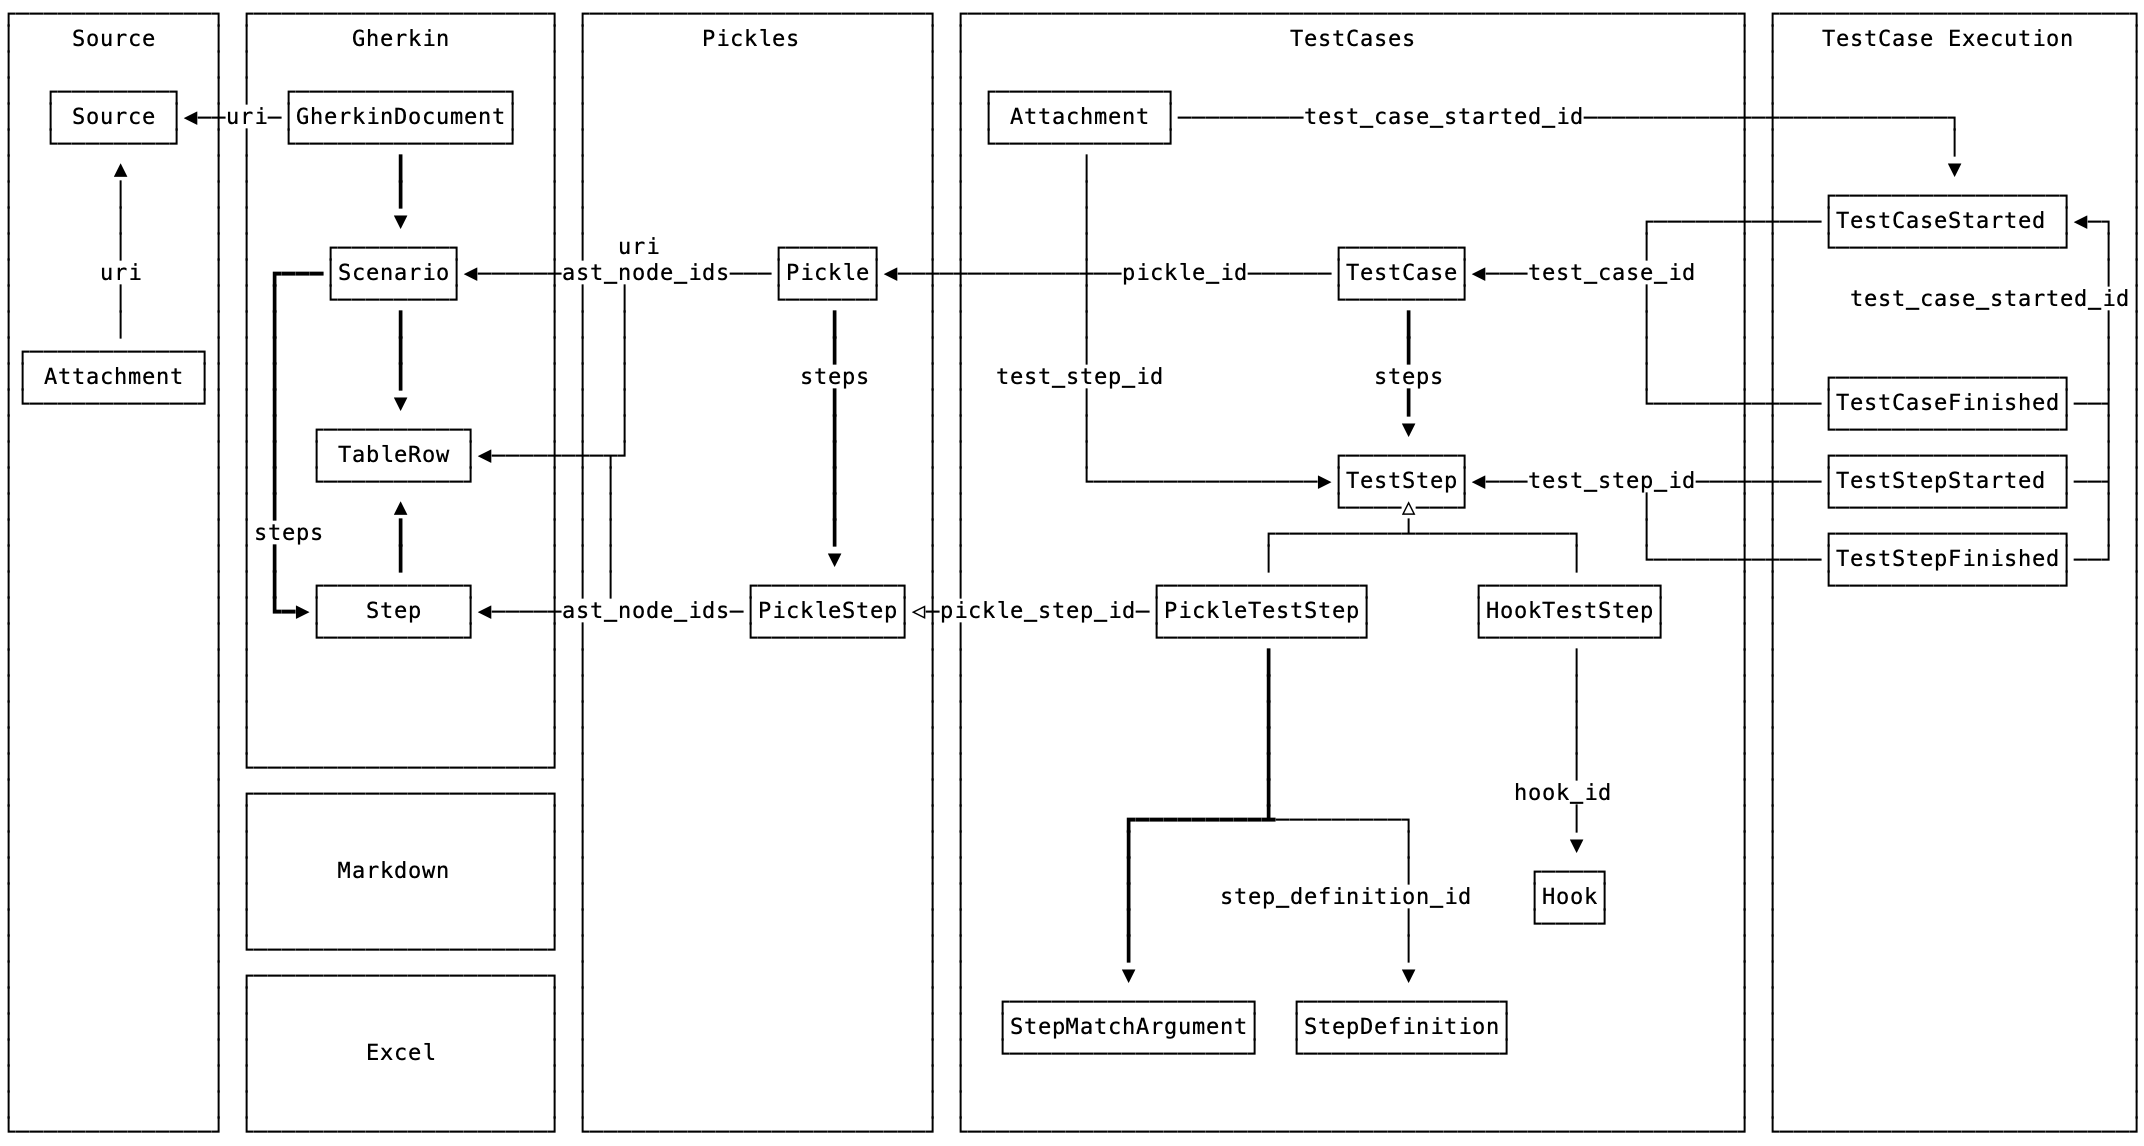 Source
Gherkin
Pickles
TestCases
TestCase Execution
Source
uri
GherkinDocument
Attachment
test_case_started_id
TestCaseStarted
uri
uri
Scenario
ast_node_ids
Pickle
pickle_id
TestCase
test_case_id
test_case_started_id
Attachment
steps
test_step_id
steps
TestCaseFinished
TableRow
TestStep
test_step_id
TestStepStarted
steps
TestStepFinished
Step
ast_node_ids
PickleStep
pickle_step_id
PickleTestStep
HookTestStep
hook_id
Markdown
step_definition_id
Hook
StepMatchArgument
StepDefinition
Excel